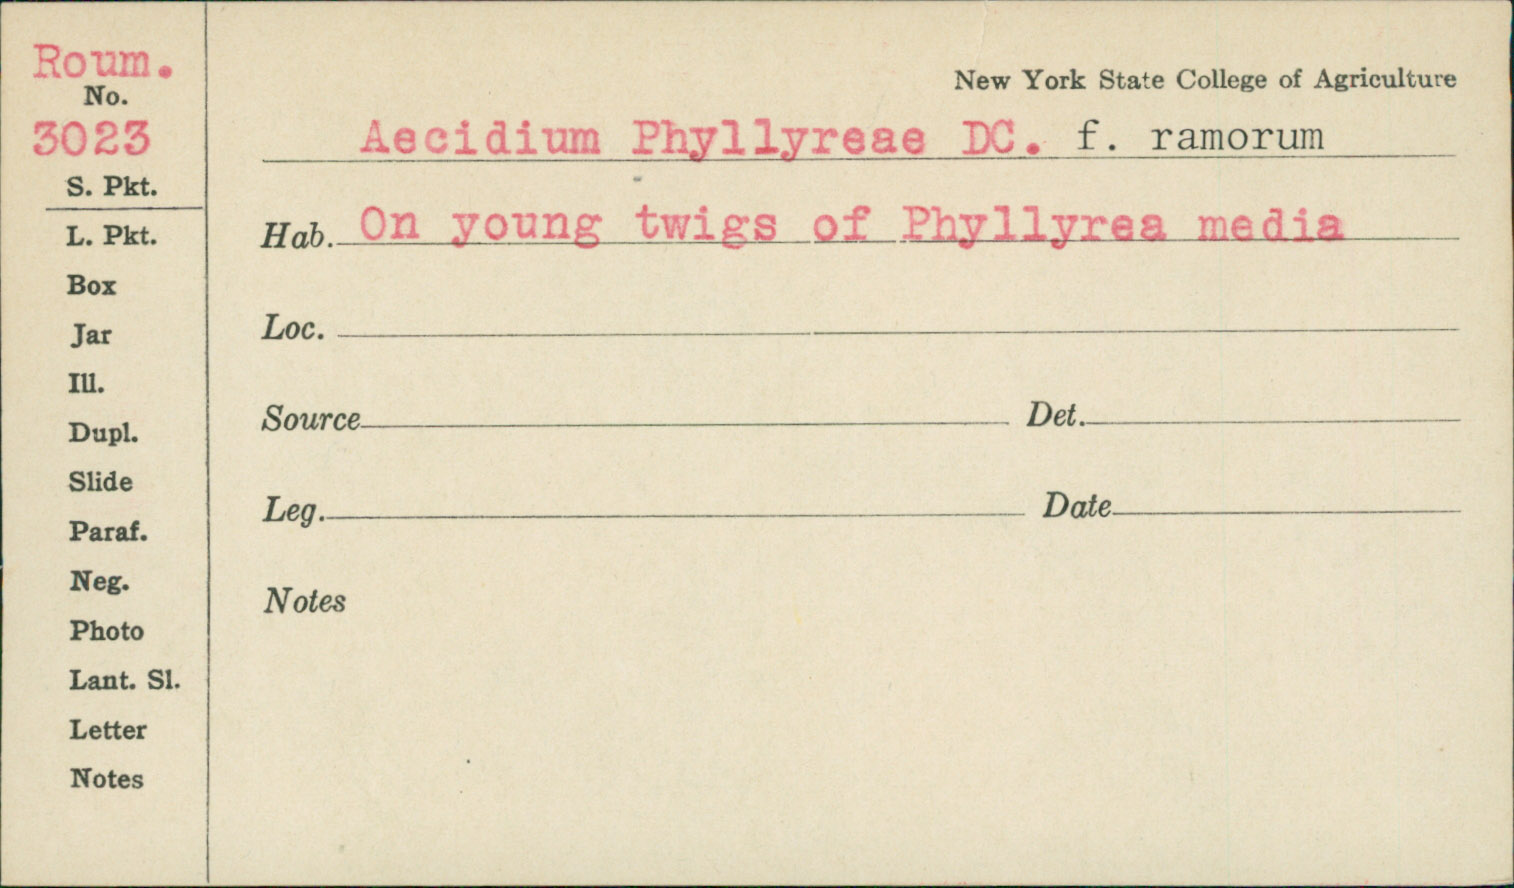 Roum.
No.
3023
S. Pkt.
L. Pkt.
Box
Jar
Ill.
Dupl.
Slide
Paraf.
Neg.
Photo
Lant. Sl.
Letter
Notes
New York State College of Agriculture
Aecidium Phyllyreae DC. f. ramorum
Hab. On young twigs of Phyllyrea media
Loc.
Source Det.
Leg. Date
Notes